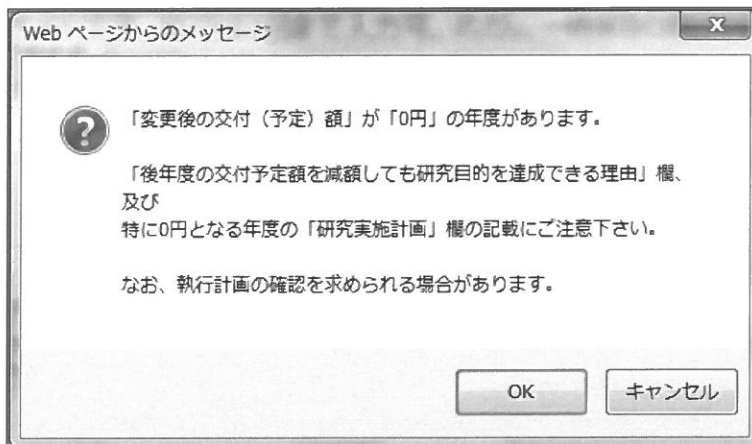 Web ページからのメッセージ
X
?
「変更後の交付（予定）額」が「0円」の年度があります。
「後年度の交付予定額を減額しても研究目的を達成できる理由」欄、
及び
特に0円となる年度の「研究実施計画」欄の記載にご注意下さい。
なお、執行計画の確認を求められる場合があります。
OK
キャンセル